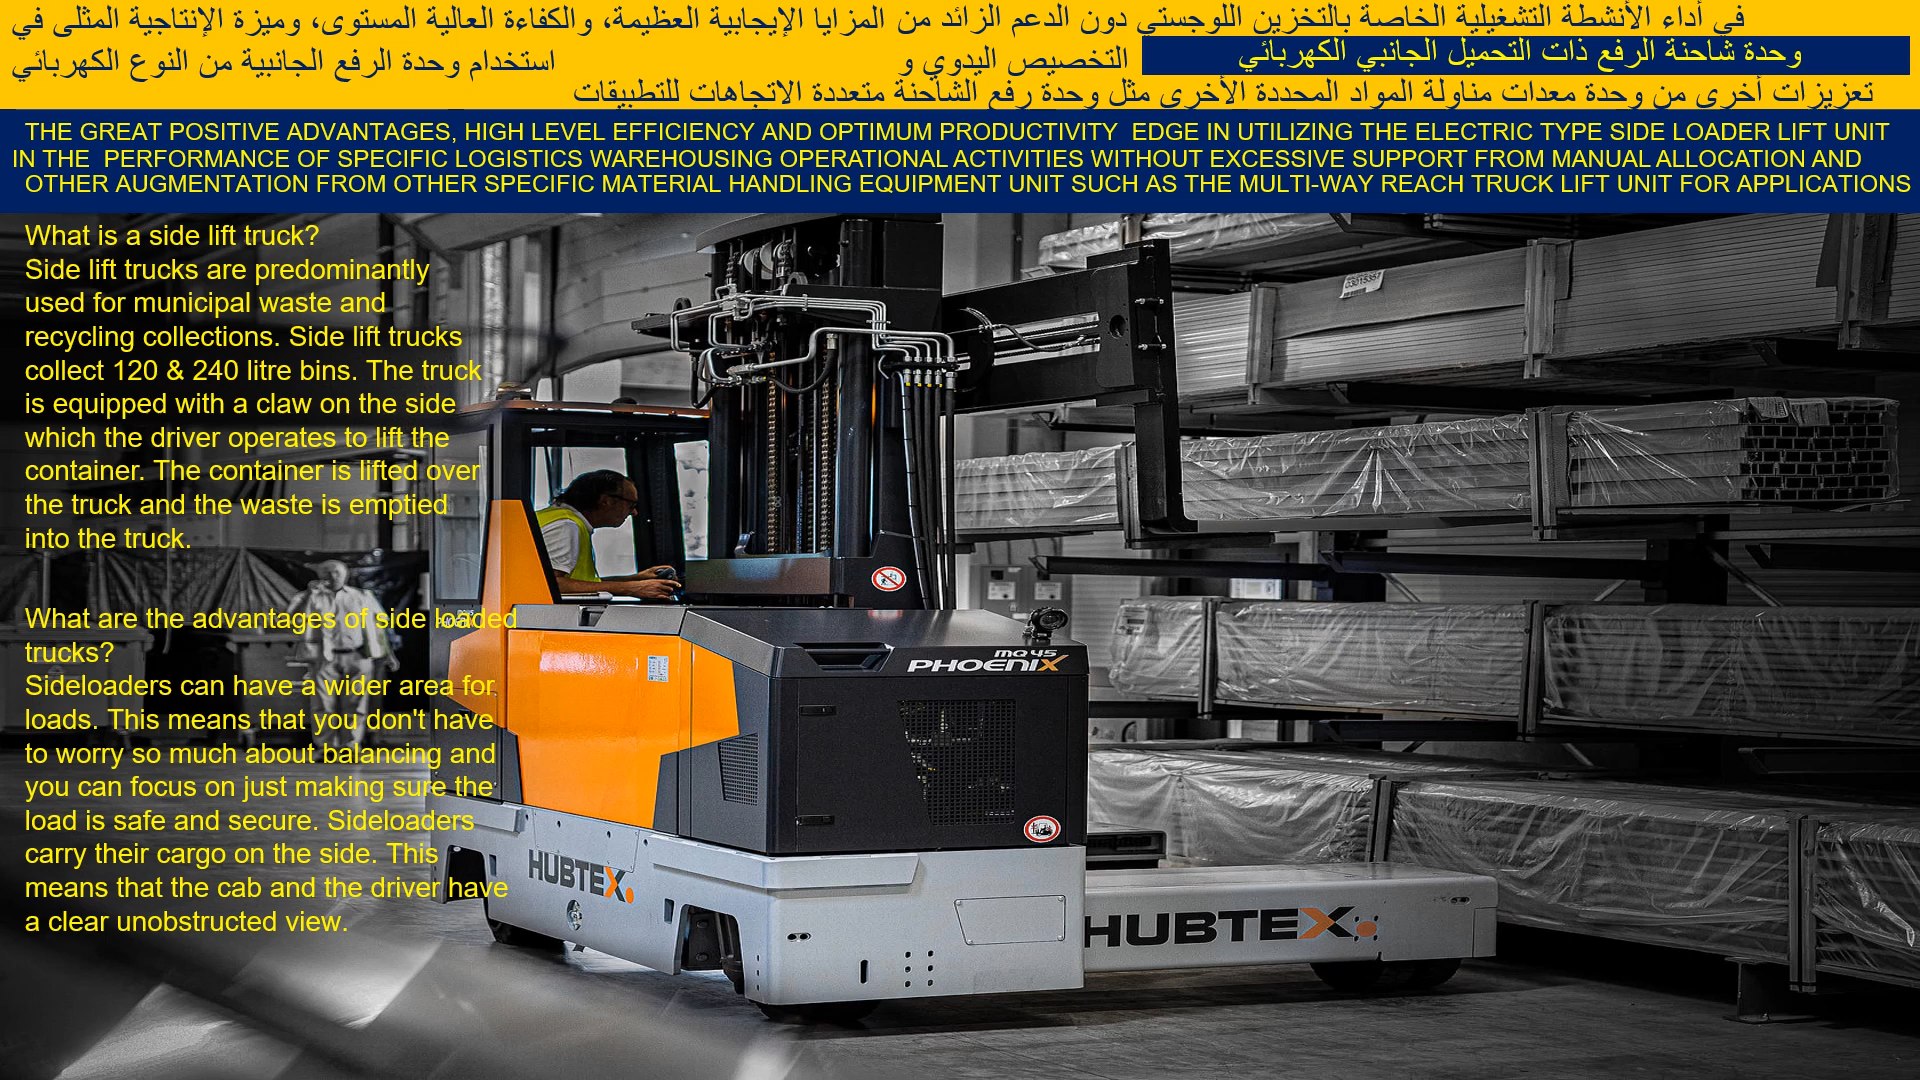 في أداء الأنشطة التشغيلية الخاصة بالتخزين اللوجستي دون الدعم الزائد من المزايا الإيجابية العظيمة، والكفاءة العالية المستوى، وميزة الإنتاجية المثلى في
وحدة شاحنة الرفع ذات التحميل الجانبي الكهربائي
التخصيص اليدوي و
استخدام وحدة الرفع الجانبية من النوع الكهربائي
تعزيزات أخرى من وحدة معدات مناولة المواد المحددة الأخرى مثل وحدة رفع الشاحنة متعددة الاتجاهات للتطبيقات
THE GREAT POSITIVE ADVANTAGES, HIGH LEVEL EFFICIENCY AND OPTIMUM PRODUCTIVITY EDGE IN UTILIZING THE ELECTRIC TYPE SIDE LOADER LIFT UNIT
IN THE PERFORMANCE OF SPECIFIC LOGISTICS WAREHOUSING OPERATIONAL ACTIVITIES WITHOUT EXCESSIVE SUPPORT FROM MANUAL ALLOCATION AND
OTHER AUGMENTATION FROM OTHER SPECIFIC MATERIAL HANDLING EQUIPMENT UNIT SUCH AS THE MULTI-WAY REACH TRUCK LIFT UNIT FOR APPLICATIONS
What is a side lift truck?
Side lift trucks are predominantly
used for municipal waste and
recycling collections. Side lift trucks
collect 120 & 240 litre bins. The truck
is equipped with a claw on the side
which the driver operates to lift the
container. The container is lifted over
the truck and the waste is emptied
into the truck.
What are the advantages of side loaded
trucks?
Sideloaders can have a wider area for
loads. This means that you don't have
to worry so much about balancing and
you can focus on just making sure the
load is safe and secure. Sideloaders
carry their cargo on the side. This
means that the cab and the driver have
a clear unobstructed view.
03015357
MQ45
PHOENIX
HUBTEX
HUBTEX